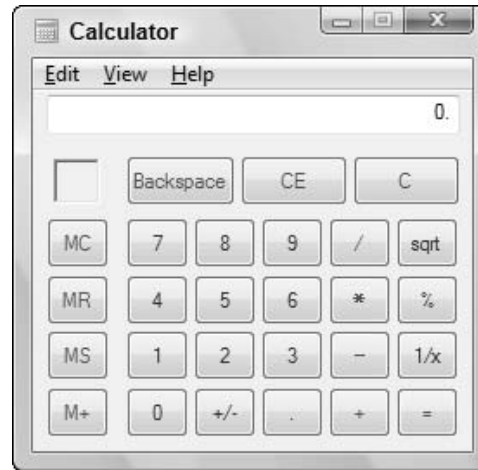 Calculator
Edit View Help
0.
Backspace CE C
MC 7 8 9 / sqrt
MR 4 5 6 * %
MS 1 2 3 - 1/x
M+ 0 +/- . + =